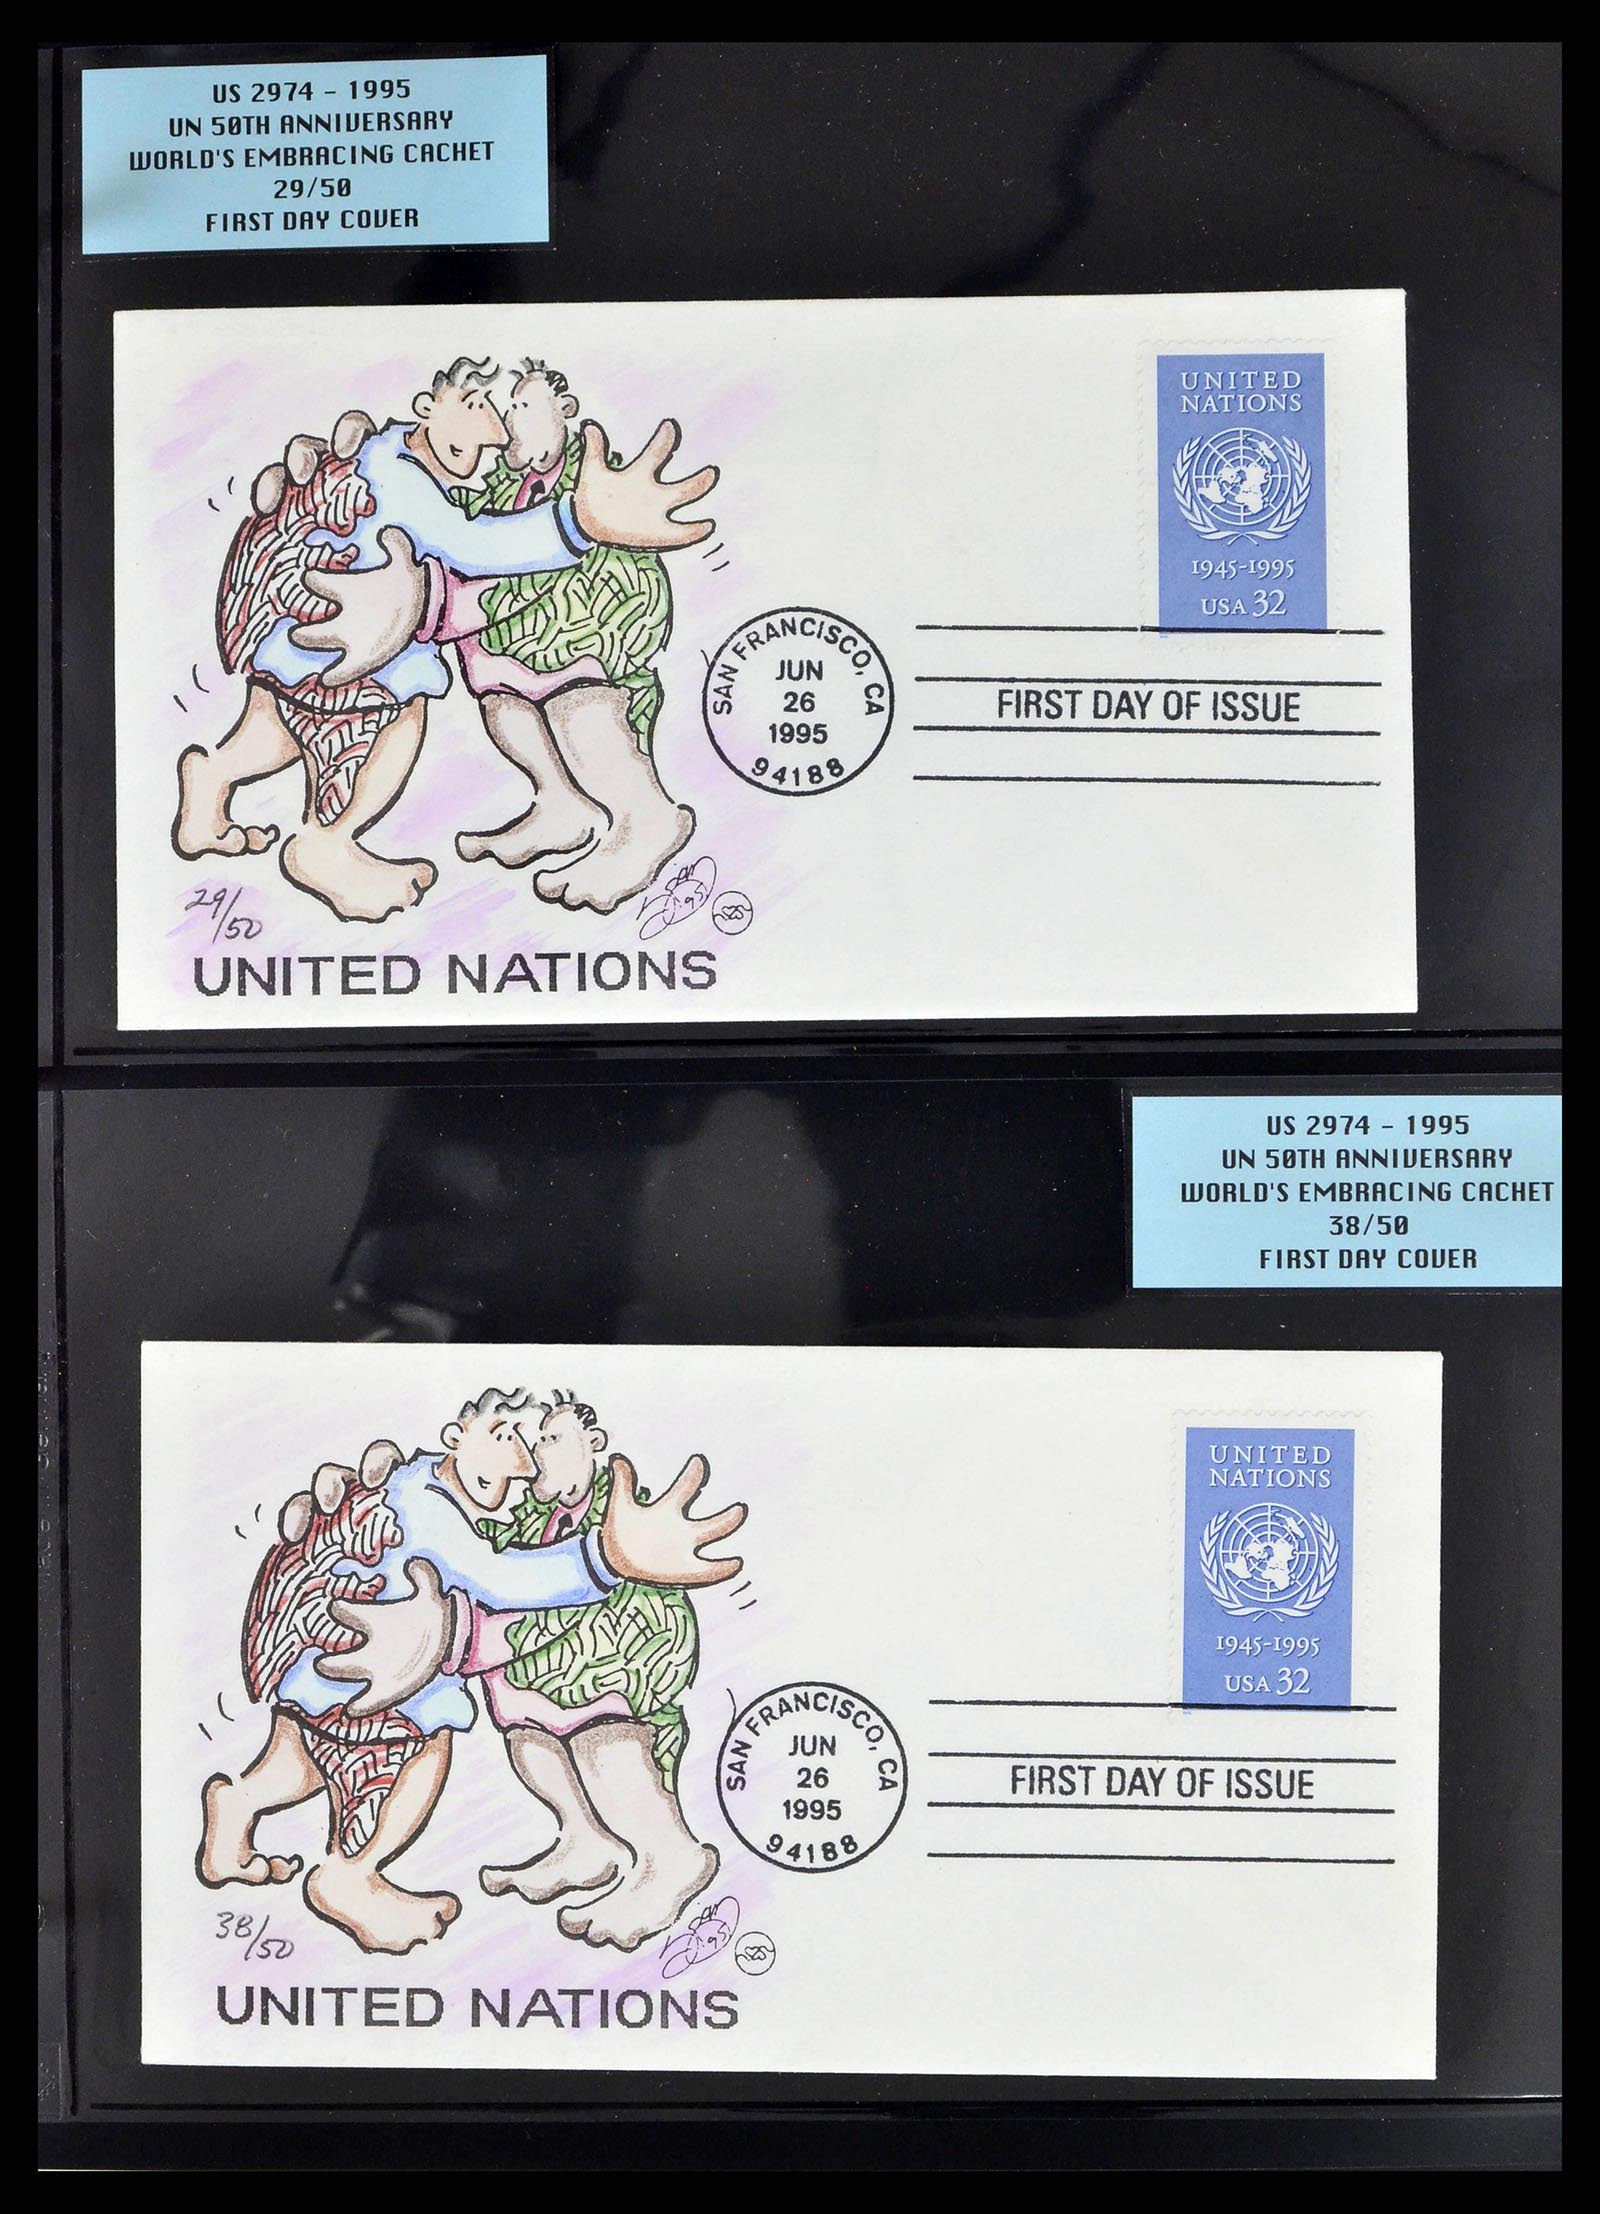 US 2974 - 1995
UN 50TH ANNIVERSARY
WORLD'S EMBRACING CACHET
29/50
FIRST DAY COVER
UNITED
NATIONS
1945-1995
USA 32
SAN FRANCISCO, CA
JUN
26
1995
94188
FIRST DAY OF ISSUE
29/50
UNITED NATIONS
US 2974 - 1995
UN 50TH ANNIVERSARY
WORLD'S EMBRACING CACHET
38/50
FIRST DAY COVER
UNITED
NATIONS
1945-1995
USA 32
SAN FRANCISCO, CA
JUN
26
1995
94188
FIRST DAY OF ISSUE
38/50
UNITED NATIONS